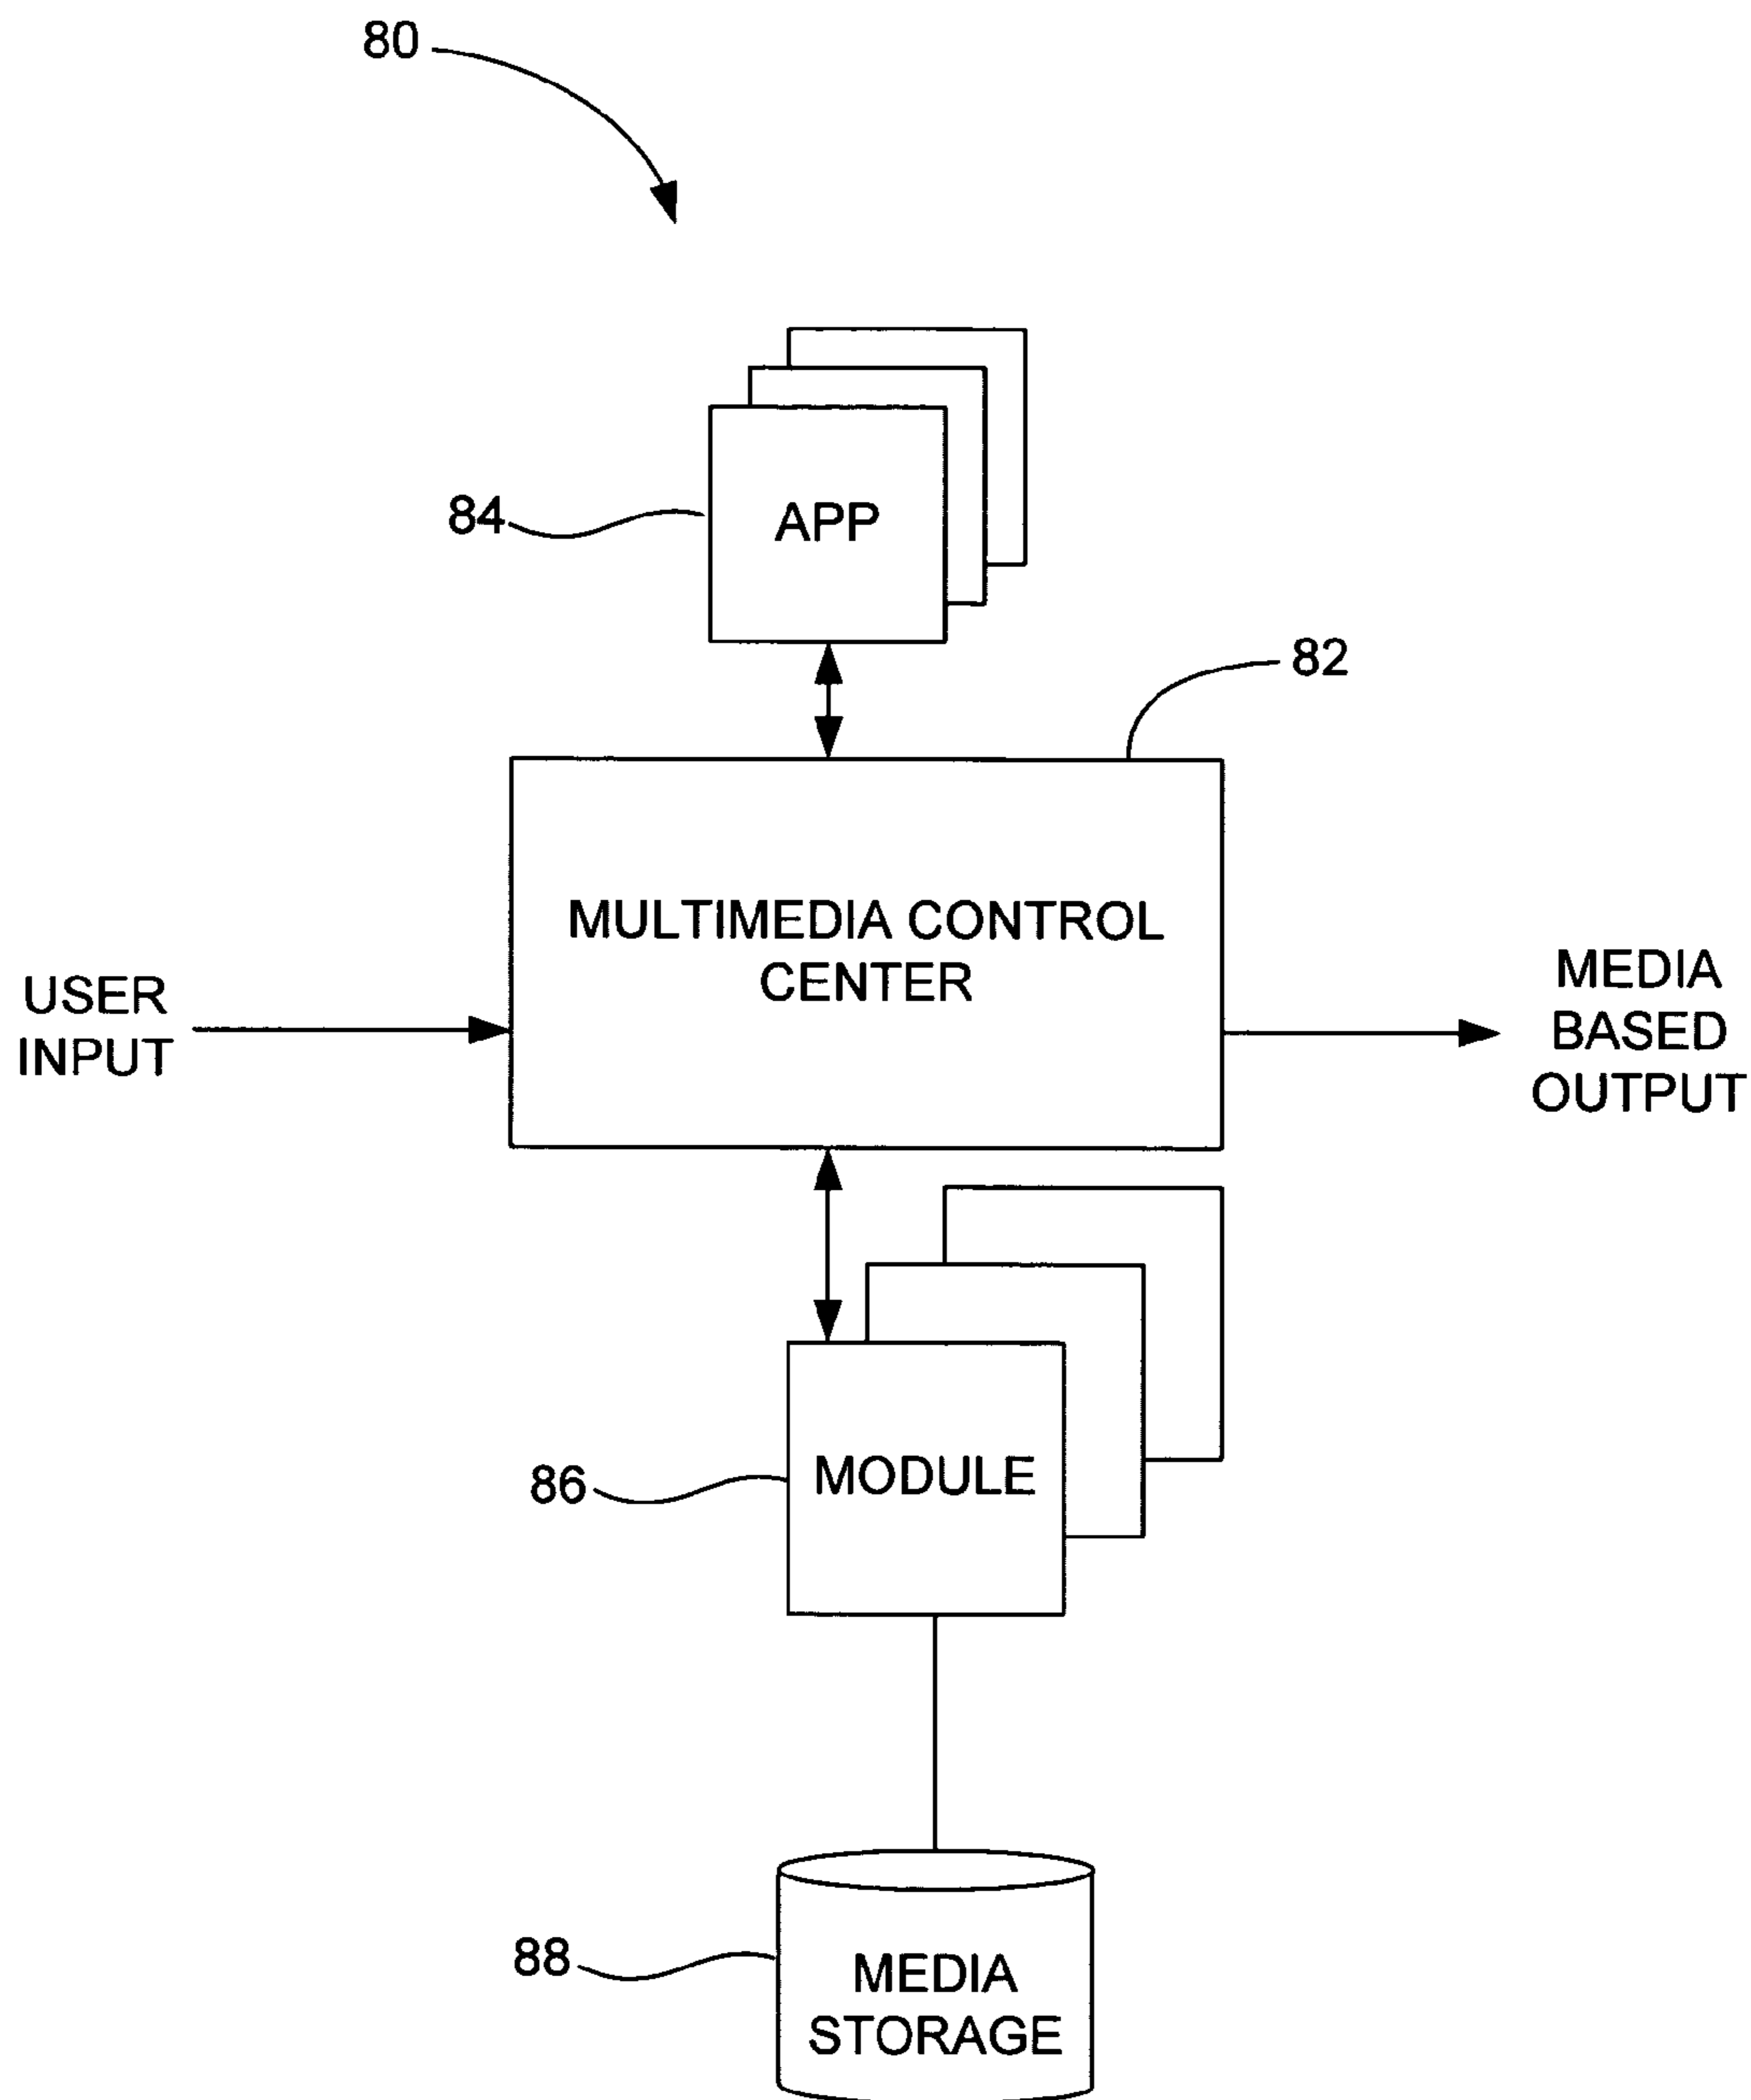 80
84
APP
82
MULTIMEDIA CONTROL
CENTER
USER
INPUT
MEDIA
BASED
OUTPUT
86
MODULE
88
MEDIA
STORAGE